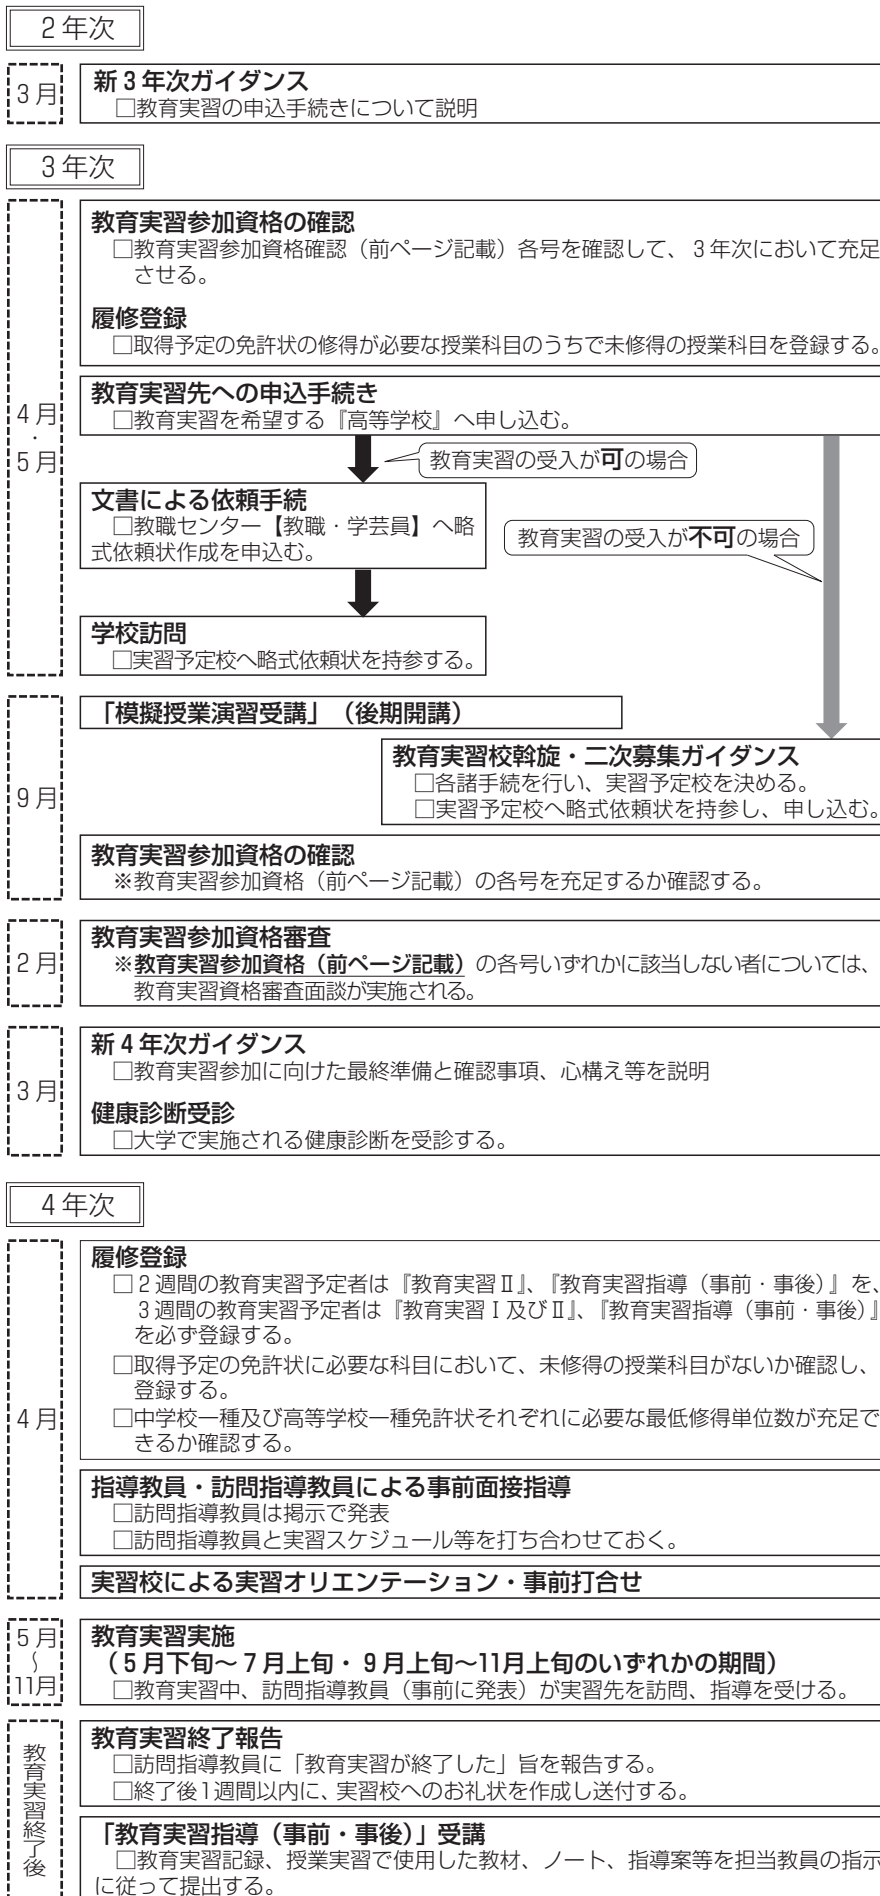 2年次
3月
新3年次ガイダンス
□教育実習の申込手続きについて説明
3年次
4月・5月
教育実習参加資格の確認
□教育実習参加資格確認（前ページ記載）各号を確認して、3年次において充足
させる。
履修登録
□取得予定の免許状の修得が必要な授業科目のうちで未修得の授業科目を登録する。
教育実習先への申込手続き
□教育実習を希望する『高等学校』へ申し込む。
教育実習の受入が可の場合
文書による依頼手続
□教職センター【教職・学芸員】へ略
式依頼状作成を申込む。
教育実習の受入が不可の場合
学校訪問
□実習予定校へ略式依頼状を持参する。
9月
「模擬授業演習受講」（後期開講）
教育実習校斡旋・二次募集ガイダンス
□各諸手続を行い、実習予定校を決める。
□実習予定校へ略式依頼状を持参し、申し込む。
教育実習参加資格の確認
※教育実習参加資格（前ページ記載）の各号を充足するか確認する。
2月
教育実習参加資格審査
※教育実習参加資格（前ページ記載）の各号いずれかに該当しない者については、
教育実習資格審査面談が実施される。
3月
新4年次ガイダンス
□教育実習参加に向けた最終準備と確認事項、心構え等を説明
健康診断受診
□大学で実施される健康診断を受診する。
4年次
4月
履修登録
□2週間の教育実習予定者は『教育実習Ⅱ』、『教育実習指導（事前・事後）』を、
3週間の教育実習予定者は『教育実習Ⅰ及びⅡ』、『教育実習指導（事前・事後）』
を必ず登録する。
□取得予定の免許状に必要な科目において、未修得の授業科目がないか確認し、
登録する。
□中学校一種及び高等学校一種免許状それぞれに必要な最低修得単位数が充足で
きるか確認する。
指導教員・訪問指導教員による事前面接指導
□訪問指導教員は掲示で発表
□訪問指導教員と実習スケジュール等を打ち合わせておく。
実習校による実習オリエンテーション・事前打合せ
5月〜11月
教育実習実施
（5月下旬〜7月上旬・9月上旬〜11月上旬のいずれかの期間）
□教育実習中、訪問指導教員（事前に発表）が実習先を訪問、指導を受ける。
教育実習終了後
教育実習終了報告
□訪問指導教員に「教育実習が終了した」旨を報告する。
□終了後1週間以内に、実習校へのお礼状を作成し送付する。
「教育実習指導（事前・事後）」受講
□教育実習記録、授業実習で使用した教材、ノート、指導案等を担当教員の指示
に従って提出する。